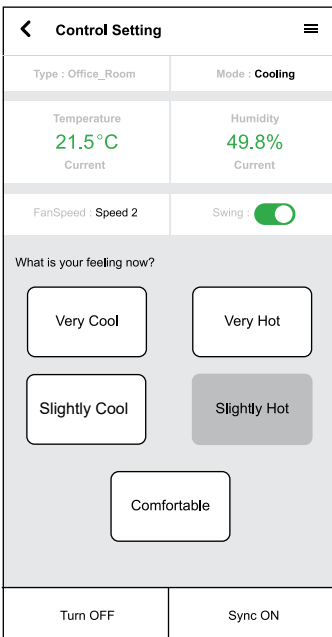 Control Setting
Type : Office_Room
Mode : Cooling
Temperature
21.5°C
Current
Humidity
49.8%
Current
FanSpeed : Speed 2
Swing :
What is your feeling now?
Very Cool
Very Hot
Slightly Cool
Slightly Hot
Comfortable
Turn OFF
Sync ON